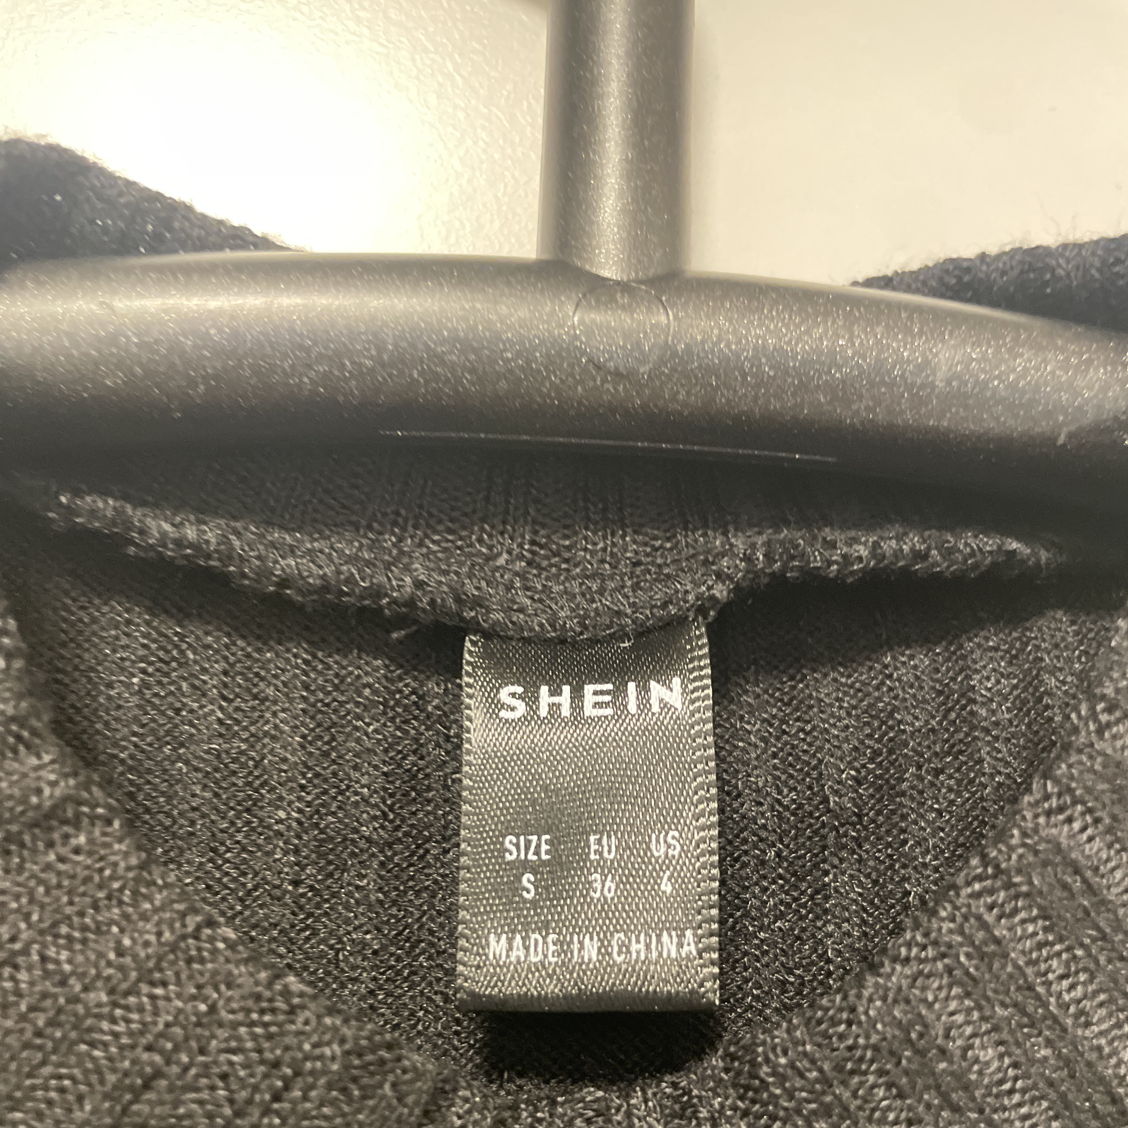 SHEIN
SIZE EU US
S 36 4
MADE IN CHINA